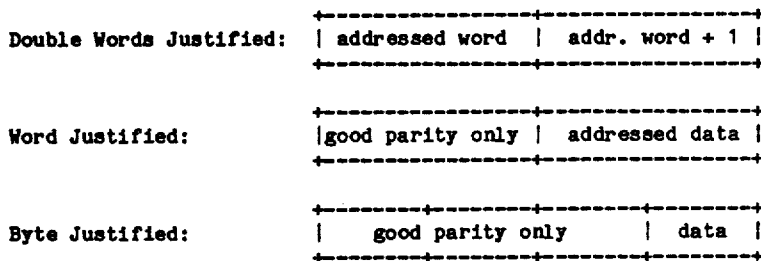 Double Words Justified: | addressed word | addr. word + 1 |
Word Justified: |good parity only | addressed data |
Byte Justified: | good parity only | data |